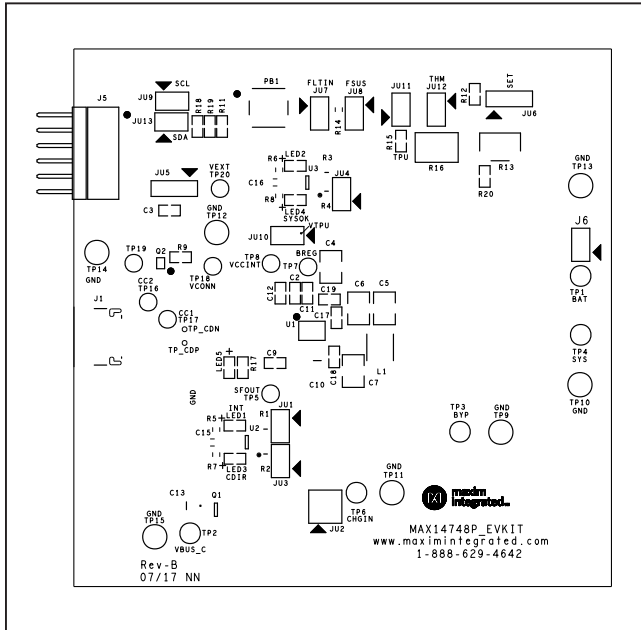 J5
SCL
JU9
JU13
SDA
R18
R19
R11
PB1
FLTIN
JU7
R14
FSUS
JU8
JU11
THM
JU12
R12
SET
JU6
R15
TPU
R16
R13
R20
GND
TP13
JU5
VEXT
TP20
C3
GND
TP12
R6
LED2
U3
C16
R8
LED4
SYSOK
R3
R4
JU4
VTPU
JU10
J6
TP1
BAT
TP14
GND
TP19
Q2
R9
TP18
VCONN
TP8
VCCINT
BREG
TP7
C4
CC2
TP16
CC1
TP17
TP_CDN
TP_CDP
J1
C12
C2
C11
C19
C17
C6
C5
U1
TP4
SYS
LED5
R17
C9
C18
C10
C7
L1
TP10
GND
GND
SFOUT
TP5
INT
LED1
R5
C15
U2
R7
LED3
CDIR
R1
JU1
R2
JU3
TP3
BYP
GND
TP9
GND
TP11
TP6
CHGIN
JU2
C13
Q1
GND
TP15
TP2
VBUS_C
maxim
integrated™
MAX14748P_EVKIT
www.maximintegrated.com
1-888-629-4642
Rev-B
07/17 NN